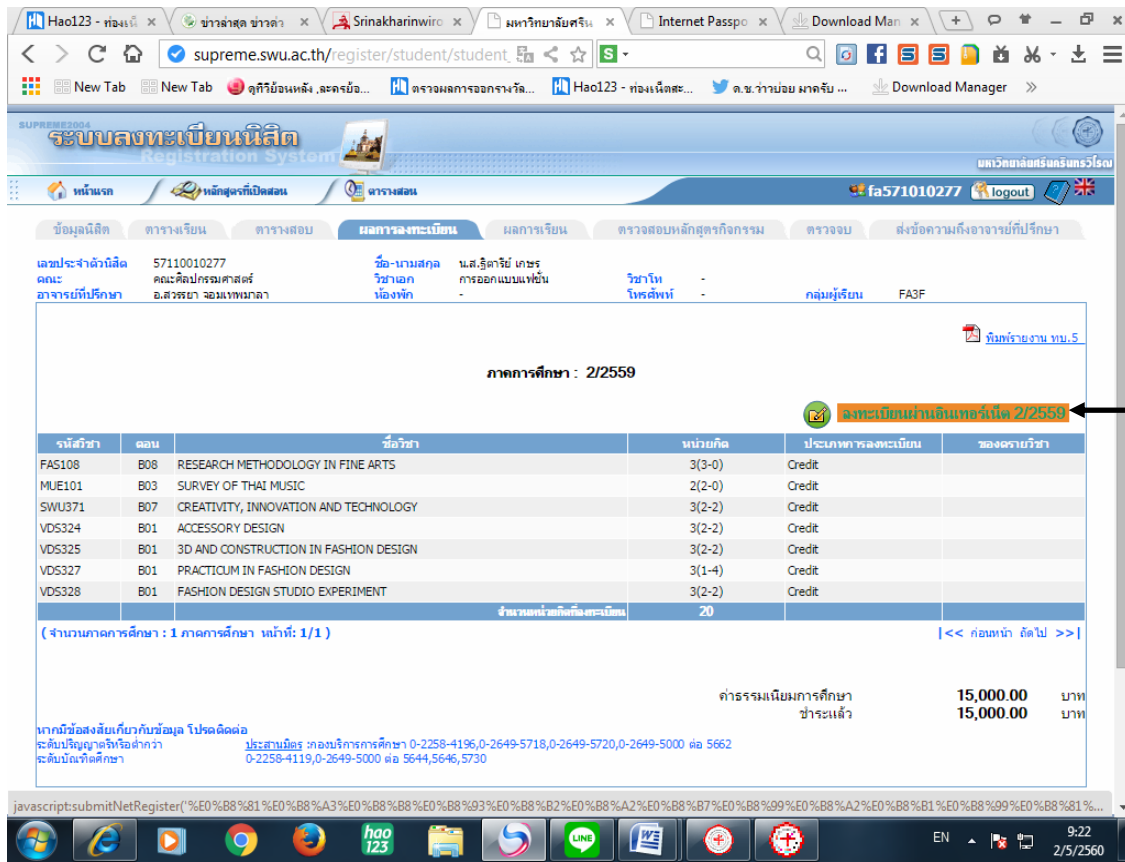 Hao123 - ท่องเน็
ข่าวล่าสุด ข่าวด่ว
Srinakharinwiro
มหาวิทยาลัยศรีน
Internet Passpo
Download Man
supreme.swu.ac.th/register/student/student_
New Tab
New Tab
ดูทีวีย้อนหลัง ,ละครย้อ...
ตรวจผลการออกรางวัล...
Hao123 - ท่องเน็ตสะ...
ด.ช.ว่าวบ่อย มาครับ ...
Download Manager
SUPREME2004
ระบบลงทะเบียนนิสิต
Registration System
มหาวิทยาลัยศรีนครินทรวิโรฒ
หน้าแรก
หลักสูตรที่เปิดสอน
ตารางสอน
fa571010277
logout
ข้อมูลนิสิต ตารางเรียน ตารางสอบ ผลการลงทะเบียน ผลการเรียน ตรวจสอบหลักสูตรกิจกรรม ตรวจจบ ส่งข้อความถึงอาจารย์ที่ปรึกษา
เลขประจำตัวนิสิต 57110010277 ชื่อ-นามสกุล น.ส.ฐิตารีย์ เกษร
คณะ คณะศิลปกรรมศาสตร์ วิชาเอก การออกแบบแฟชั่น วิชาโท -
อาจารย์ที่ปรึกษา อ.สวรรยา จอมเทพมาลา ห้องพัก - โทรศัพท์ - กลุ่มผู้เรียน FA3F
พิมพ์รายงาน ทบ.5
ภาคการศึกษา : 2/2559
ลงทะเบียนผ่านอินเทอร์เน็ต 2/2559
รหัสวิชา ตอน ชื่อวิชา หน่วยกิต ประเภทการลงทะเบียน ของดรายวิชา
FAS108 B08 RESEARCH METHODOLOGY IN FINE ARTS 3(3-0) Credit
MUE101 B03 SURVEY OF THAI MUSIC 2(2-0) Credit
SWU371 B07 CREATIVITY, INNOVATION AND TECHNOLOGY 3(2-2) Credit
VDS324 B01 ACCESSORY DESIGN 3(2-2) Credit
VDS325 B01 3D AND CONSTRUCTION IN FASHION DESIGN 3(2-2) Credit
VDS327 B01 PRACTICUM IN FASHION DESIGN 3(1-4) Credit
VDS328 B01 FASHION DESIGN STUDIO EXPERIMENT 3(2-2) Credit
จำนวนหน่วยกิตที่ลงทะเบียน 20
( จำนวนภาคการศึกษา : 1 ภาคการศึกษา หน้าที่: 1/1 ) |<< ก่อนหน้า ถัดไป >>|
ค่าธรรมเนียมการศึกษา 15,000.00 บาท
ชำระแล้ว 15,000.00 บาท
หากมีข้อสงสัยเกี่ยวกับข้อมูล โปรดติดต่อ
ระดับปริญญาตรีหรือต่ำกว่า ประสานมิตร :กองบริการการศึกษา 0-2258-4196,0-2649-5718,0-2649-5720,0-2649-5000 ต่อ 5662
ระดับบัณฑิตศึกษา 0-2258-4119,0-2649-5000 ต่อ 5644,5646,5730
javascript:submitNetRegister('%E0%B8%81%E0%B8%A3%E0%B8%B8%E0%B8%93%E0%B8%B2%E0%B8%A2%E0%B8%B7%E0%B8%99%E0%B8%A2%E0%B8%B1%E0%B8%99%E0%B8%81%...
hao
123
LINE
EN
9:22
2/5/2560